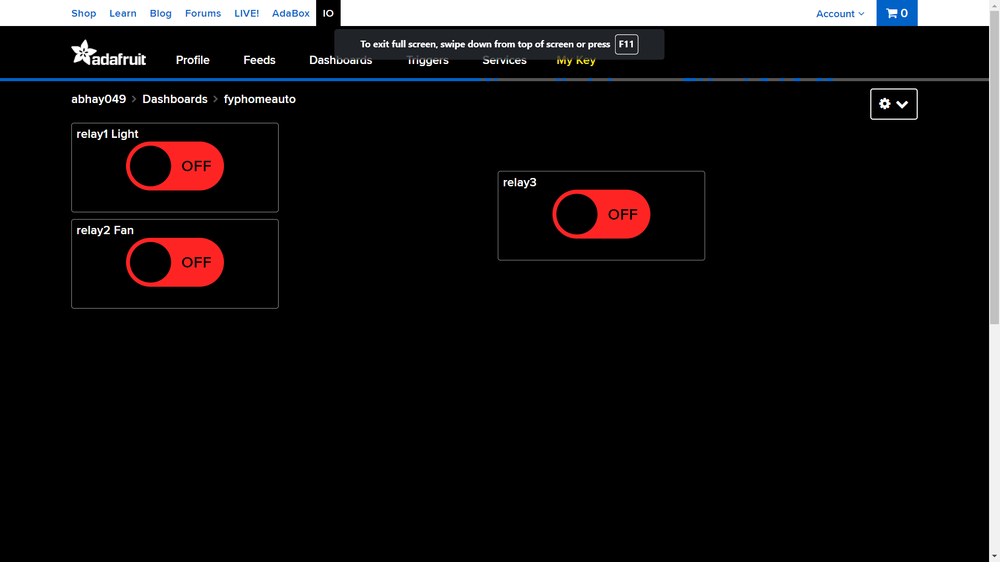 Shop Learn Blog Forums LIVE! AdaBox IO Account 0
To exit full screen, swipe down from top of screen or press F11
adafruit Profile Feeds Dashboards Triggers Services My Key
abhay049 Dashboards fyphomeauto
relay1 Light
OFF
relay3
OFF
relay2 Fan
OFF